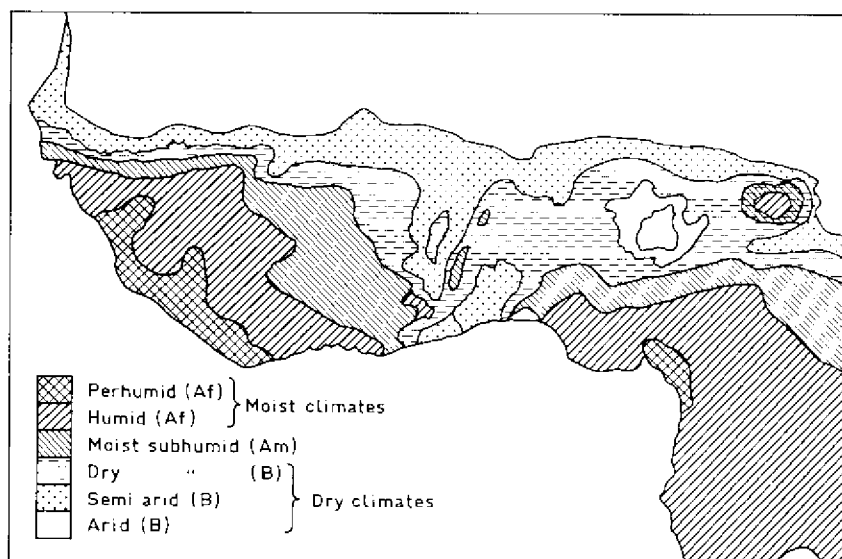 Perhumid (Af)
Humid (Af)
Moist climates
Moist subhumid (Am)
Dry " (B)
Semi arid (B)
Dry climates
Arid (B)